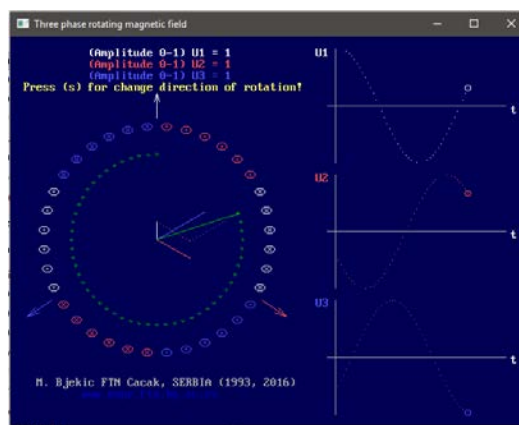 Three phase rotating magnetic field
(Amplitude 0-1) U1 = 1
(Amplitude 0-1) U2 = 1
(Amplitude 0-1) U3 = 1
Press (s) for change direction of rotation!
U1
t
U2
t
U3
t
M. Bjekic FTN Cacak, SERBIA (1993, 2016)